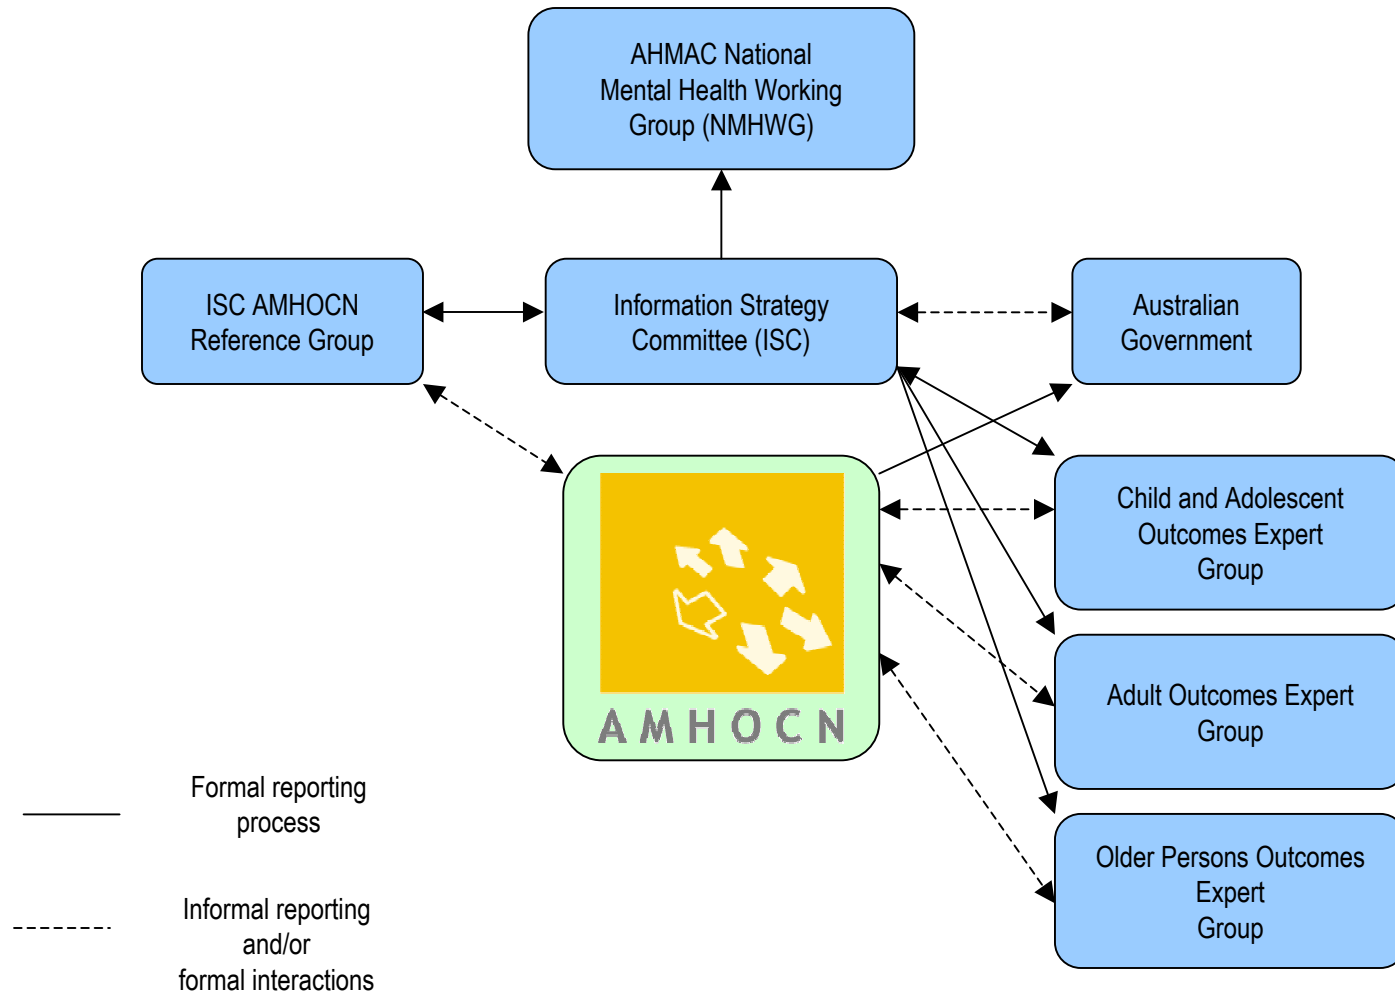 AHMAC National
Mental Health Working
Group (NMHWG)
ISC AMHOCN
Reference Group
Information Strategy
Committee (ISC)
Australian
Government
Child and Adolescent
Outcomes Expert
Group
AMHOCN
Adult Outcomes Expert
Group
Older Persons Outcomes
Expert
Group
Formal reporting
process
Informal reporting
and/or
formal interactions